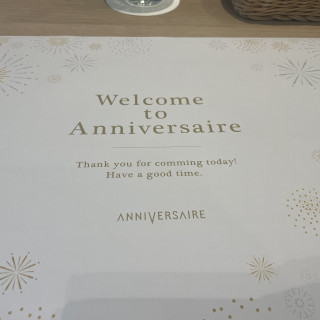 Welcome
to
Anniversaire
Thank you for comming today!
Have a good time.
ANNIVERSAIRE